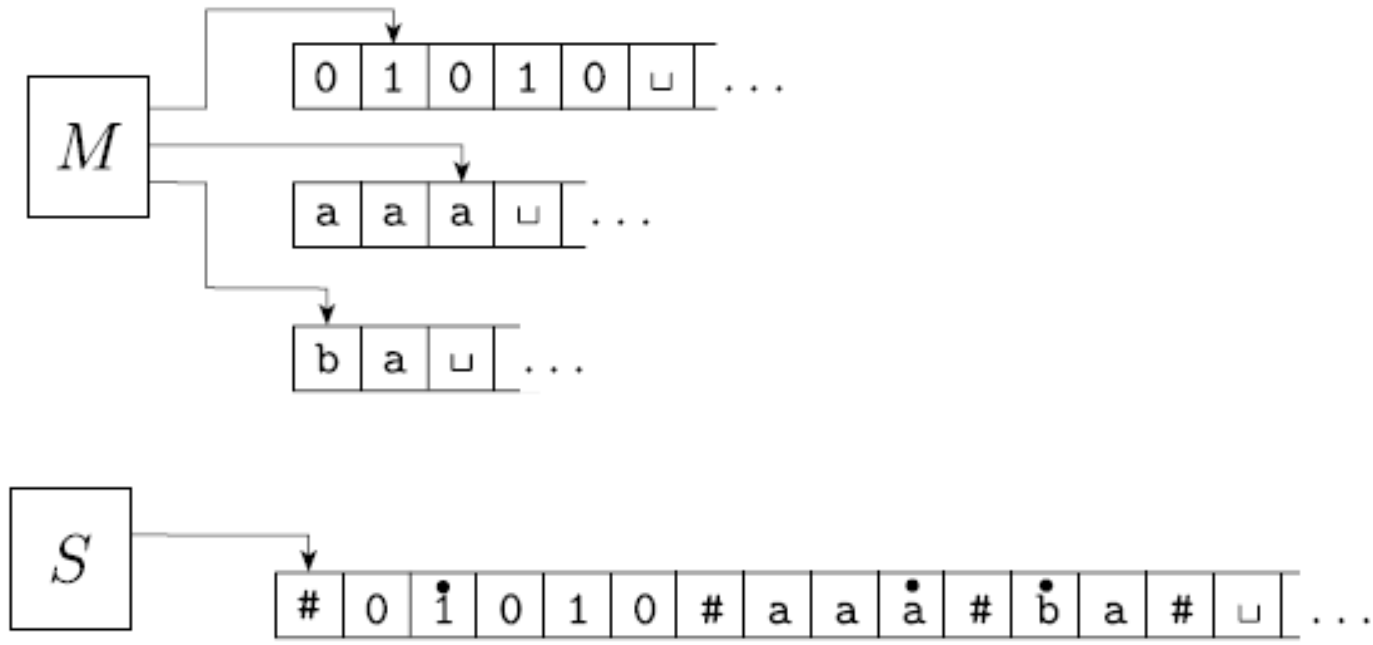 0 1 0 1 0 ⊔ ...
M
a a a ⊔ ...
b a ⊔ ...
S
# 0 1̇ 0 1 0 # a a ȧ # ḃ a # ⊔ ...